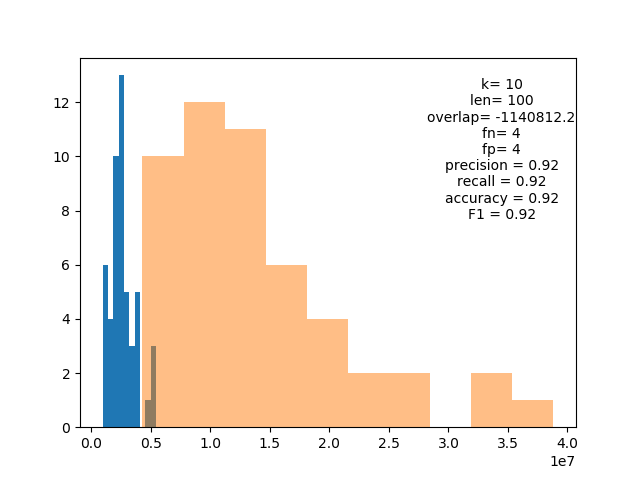 k= 10
len= 100
overlap= -1140812.2
fn= 4
fp= 4
precision = 0.92
recall = 0.92
accuracy = 0.92
F1 = 0.92
12
10
8
6
4
2
0
0.0 0.5 1.0 1.5 2.0 2.5 3.0 3.5 4.0
1e7